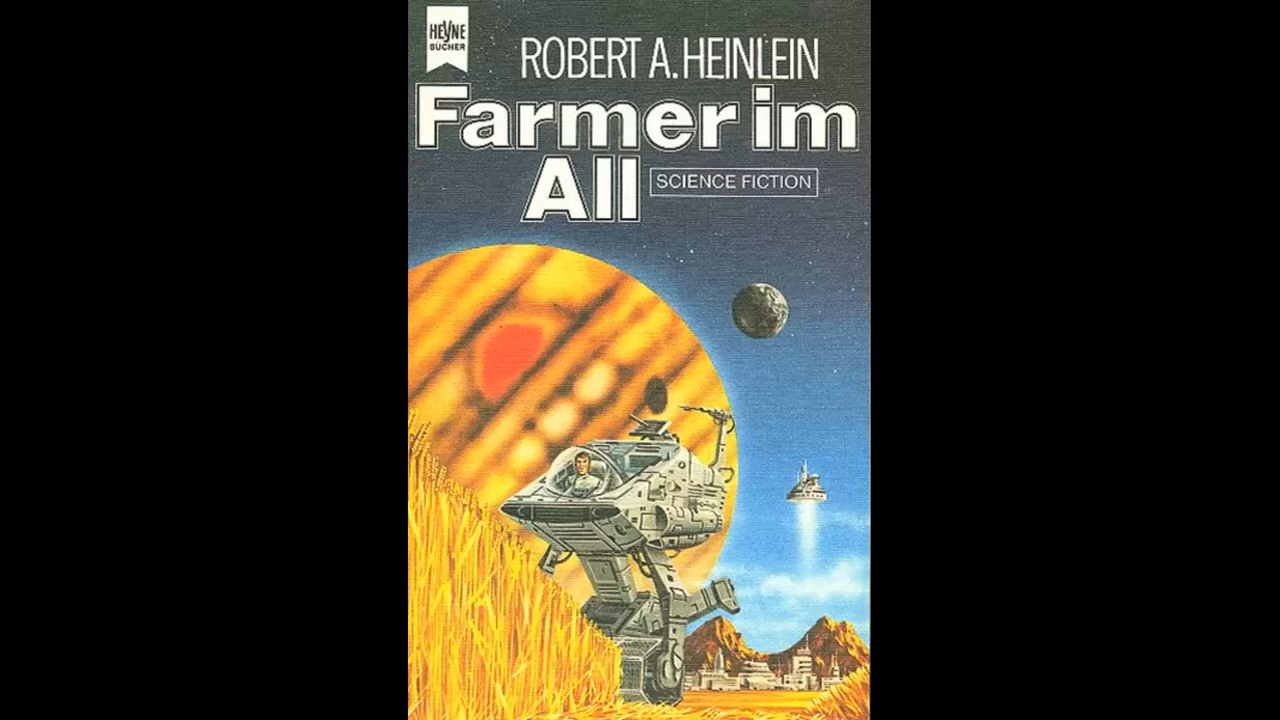 HEYNE
BÜCHER
ROBERT A. HEINLEIN
Farmer im
All
SCIENCE FICTION